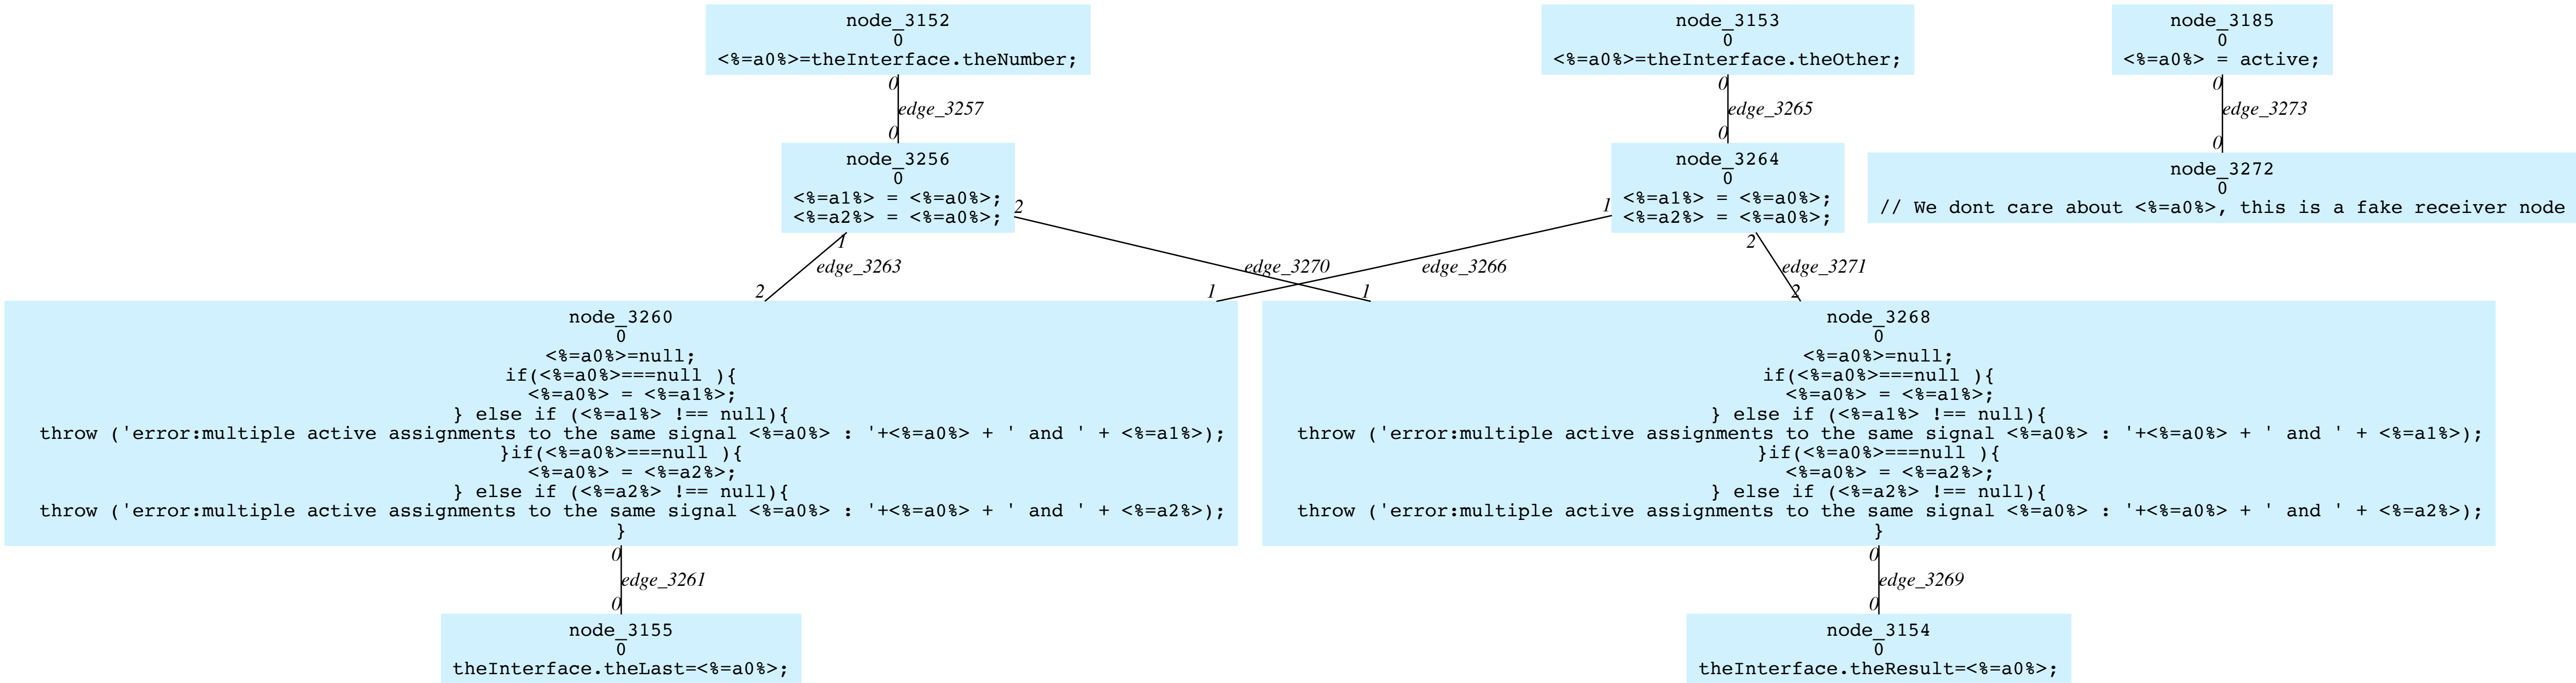 node_3152
0
<%=a0%>=theInterface.theNumber;
node_3153
0
<%=a0%>=theInterface.theOther;
node_3185
0
<%=a0%> = active;
0
edge_3257
0
0
edge_3265
0
0
edge_3273
0
node_3256
0
<%=a1%> = <%=a0%>;
<%=a2%> = <%=a0%>;
node_3264
0
<%=a1%> = <%=a0%>;
<%=a2%> = <%=a0%>;
node_3272
0
// We dont care about <%=a0%>, this is a fake receiver node
1
edge_3263
2
2
edge_3270
1
1
edge_3266
1
2
edge_3271
2
node_3260
0
<%=a0%>=null;
if(<%=a0%>===null ){
<%=a0%> = <%=a1%>;
} else if (<%=a1%> !== null){
throw ('error:multiple active assignments to the same signal <%=a0%> : '+<%=a0%> + ' and ' + <%=a1%>);
}if(<%=a0%>===null ){
<%=a0%> = <%=a2%>;
} else if (<%=a2%> !== null){
throw ('error:multiple active assignments to the same signal <%=a0%> : '+<%=a0%> + ' and ' + <%=a2%>);
}
node_3268
0
<%=a0%>=null;
if(<%=a0%>===null ){
<%=a0%> = <%=a1%>;
} else if (<%=a1%> !== null){
throw ('error:multiple active assignments to the same signal <%=a0%> : '+<%=a0%> + ' and ' + <%=a1%>);
}if(<%=a0%>===null ){
<%=a0%> = <%=a2%>;
} else if (<%=a2%> !== null){
throw ('error:multiple active assignments to the same signal <%=a0%> : '+<%=a0%> + ' and ' + <%=a2%>);
}
0
edge_3261
0
0
edge_3269
0
node_3155
0
theInterface.theLast=<%=a0%>;
node_3154
0
theInterface.theResult=<%=a0%>;